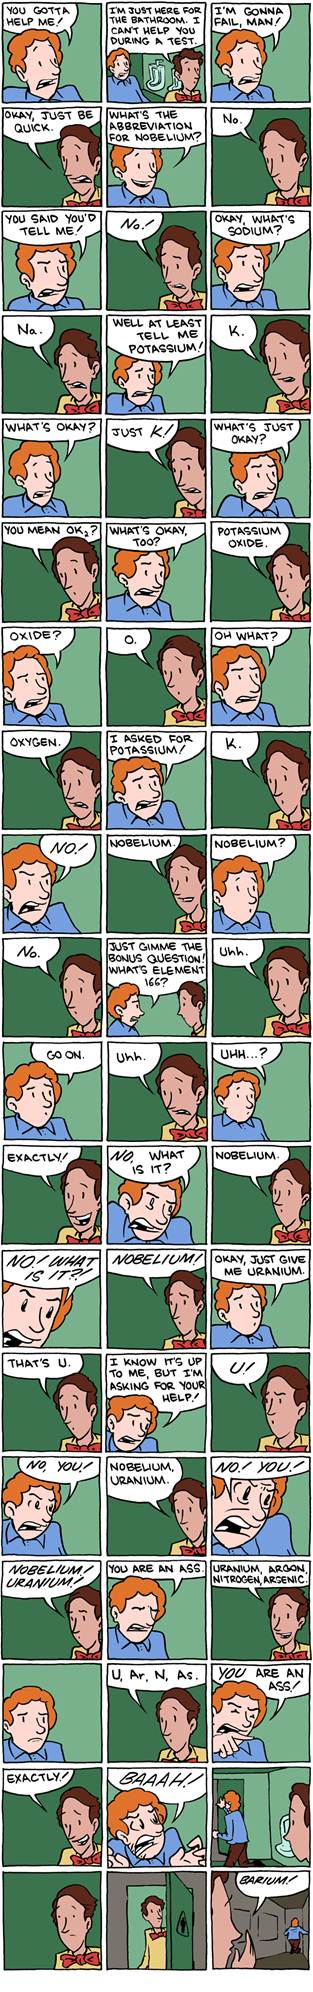 YOU GOTTA
HELP ME!
I'M JUST HERE FOR
THE BATHROOM. I
CAN'T HELP YOU
DURING A TEST.
I'M GONNA
FAIL, MAN!
OKAY, JUST BE
QUICK.
WHAT'S THE
ABBREVIATION
FOR NOBELIUM?
No.
YOU SAID YOU'D
TELL ME!
No!
OKAY, WHAT'S
SODIUM?
Na.
WELL AT LEAST
TELL ME
POTASSIUM!
K.
WHAT'S OKAY?
JUST K!
WHAT'S JUST
OKAY?
YOU MEAN OK₂?
WHAT'S OKAY,
TOO?
POTASSIUM
OXIDE.
OXIDE?
O.
OH WHAT?
OXYGEN.
I ASKED FOR
POTASSIUM!
K.
NO!
NOBELIUM.
NOBELIUM?
No.
JUST GIMME THE
BONUS QUESTION!
WHAT'S ELEMENT
166?
Uhh.
GO ON.
Uhh.
UHH...?
EXACTLY!
NO, WHAT
IS IT?
NOBELIUM.
NO! WHAT
IS IT?!
NOBELIUM!
OKAY, JUST GIVE
ME URANIUM.
THAT'S U.
I KNOW IT'S UP
TO ME, BUT I'M
ASKING FOR YOUR
HELP!
U!
NO, YOU!
NOBELIUM,
URANIUM.
NO! YOU!
NOBELIUM!
URANIUM!
YOU ARE AN ASS.
URANIUM, ARGON,
NITROGEN, ARSENIC.
U, Ar, N, As.
YOU ARE AN
ASS!
EXACTLY!
BAAAH!
BARIUM!